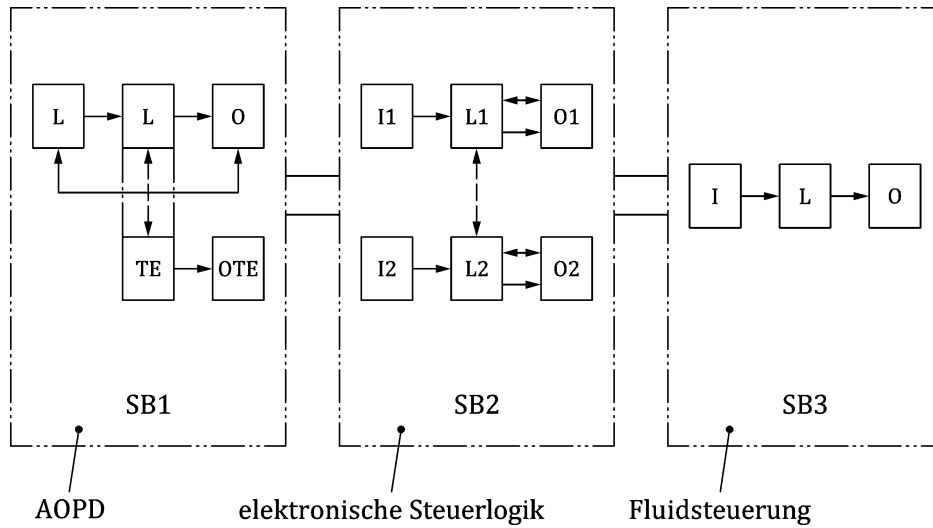 L L O
I1 L1 O1
I L O
TE OTE
I2 L2 O2
SB1 SB2 SB3
AOPD elektronische Steuerlogik Fluidsteuerung